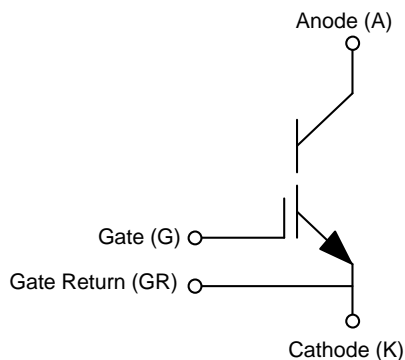 Anode (A)
Gate (G)
Gate Return (GR)
Cathode (K)